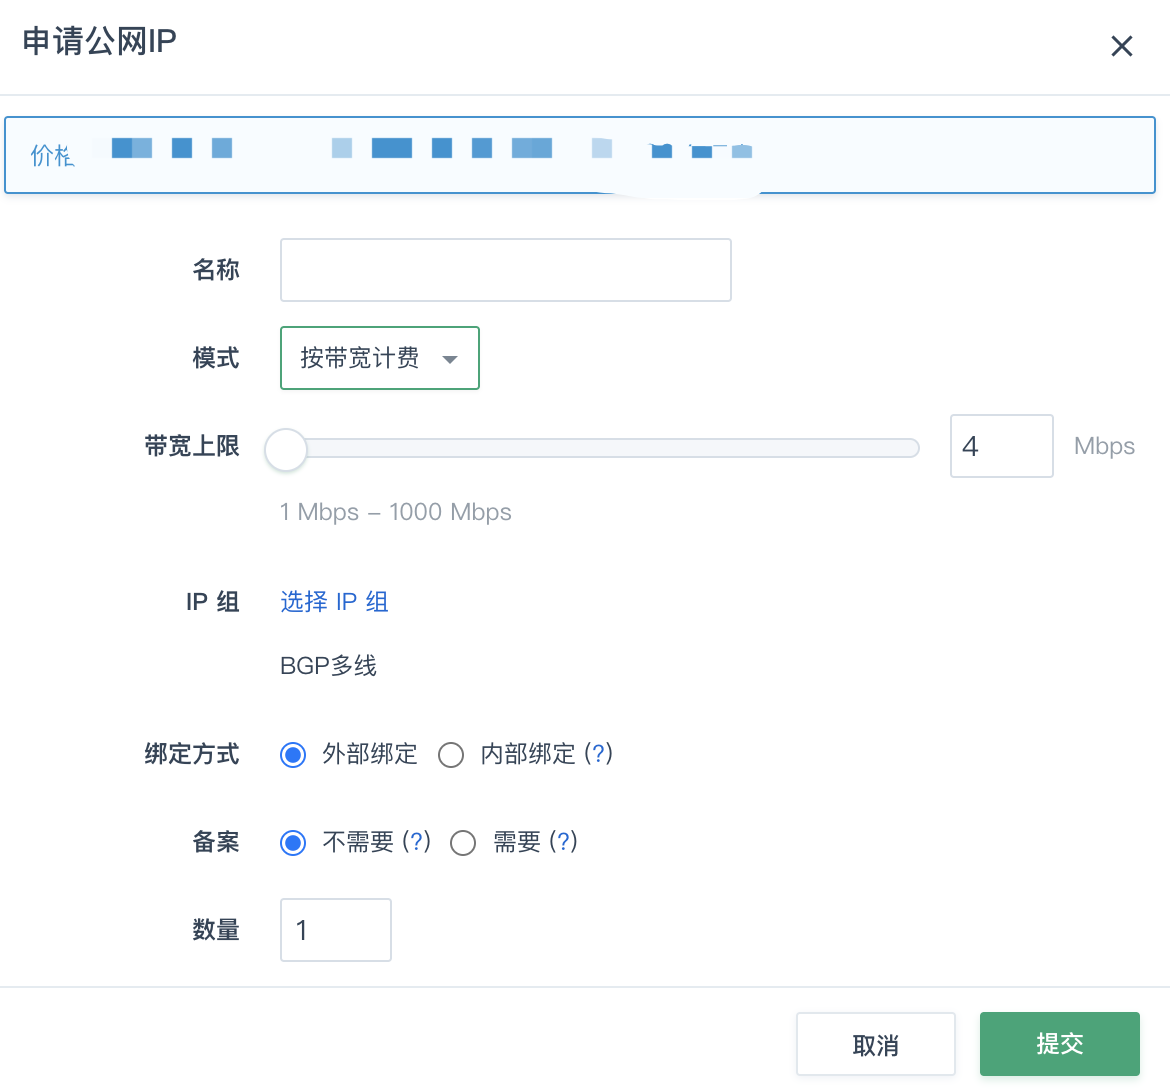 申请公网IP
价格
名称
模式 按带宽计费
带宽上限 4 Mbps
1 Mbps – 1000 Mbps
IP 组 选择 IP 组
BGP多线
绑定方式 外部绑定 内部绑定 (?)
备案 不需要 (?) 需要 (?)
数量 1
取消 提交